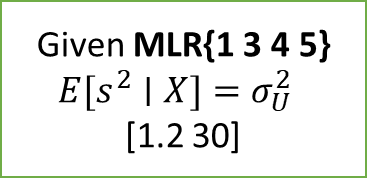 Given MLR{1 3 4 5}
E[s² | X] = σ²_U
[1.2 30]